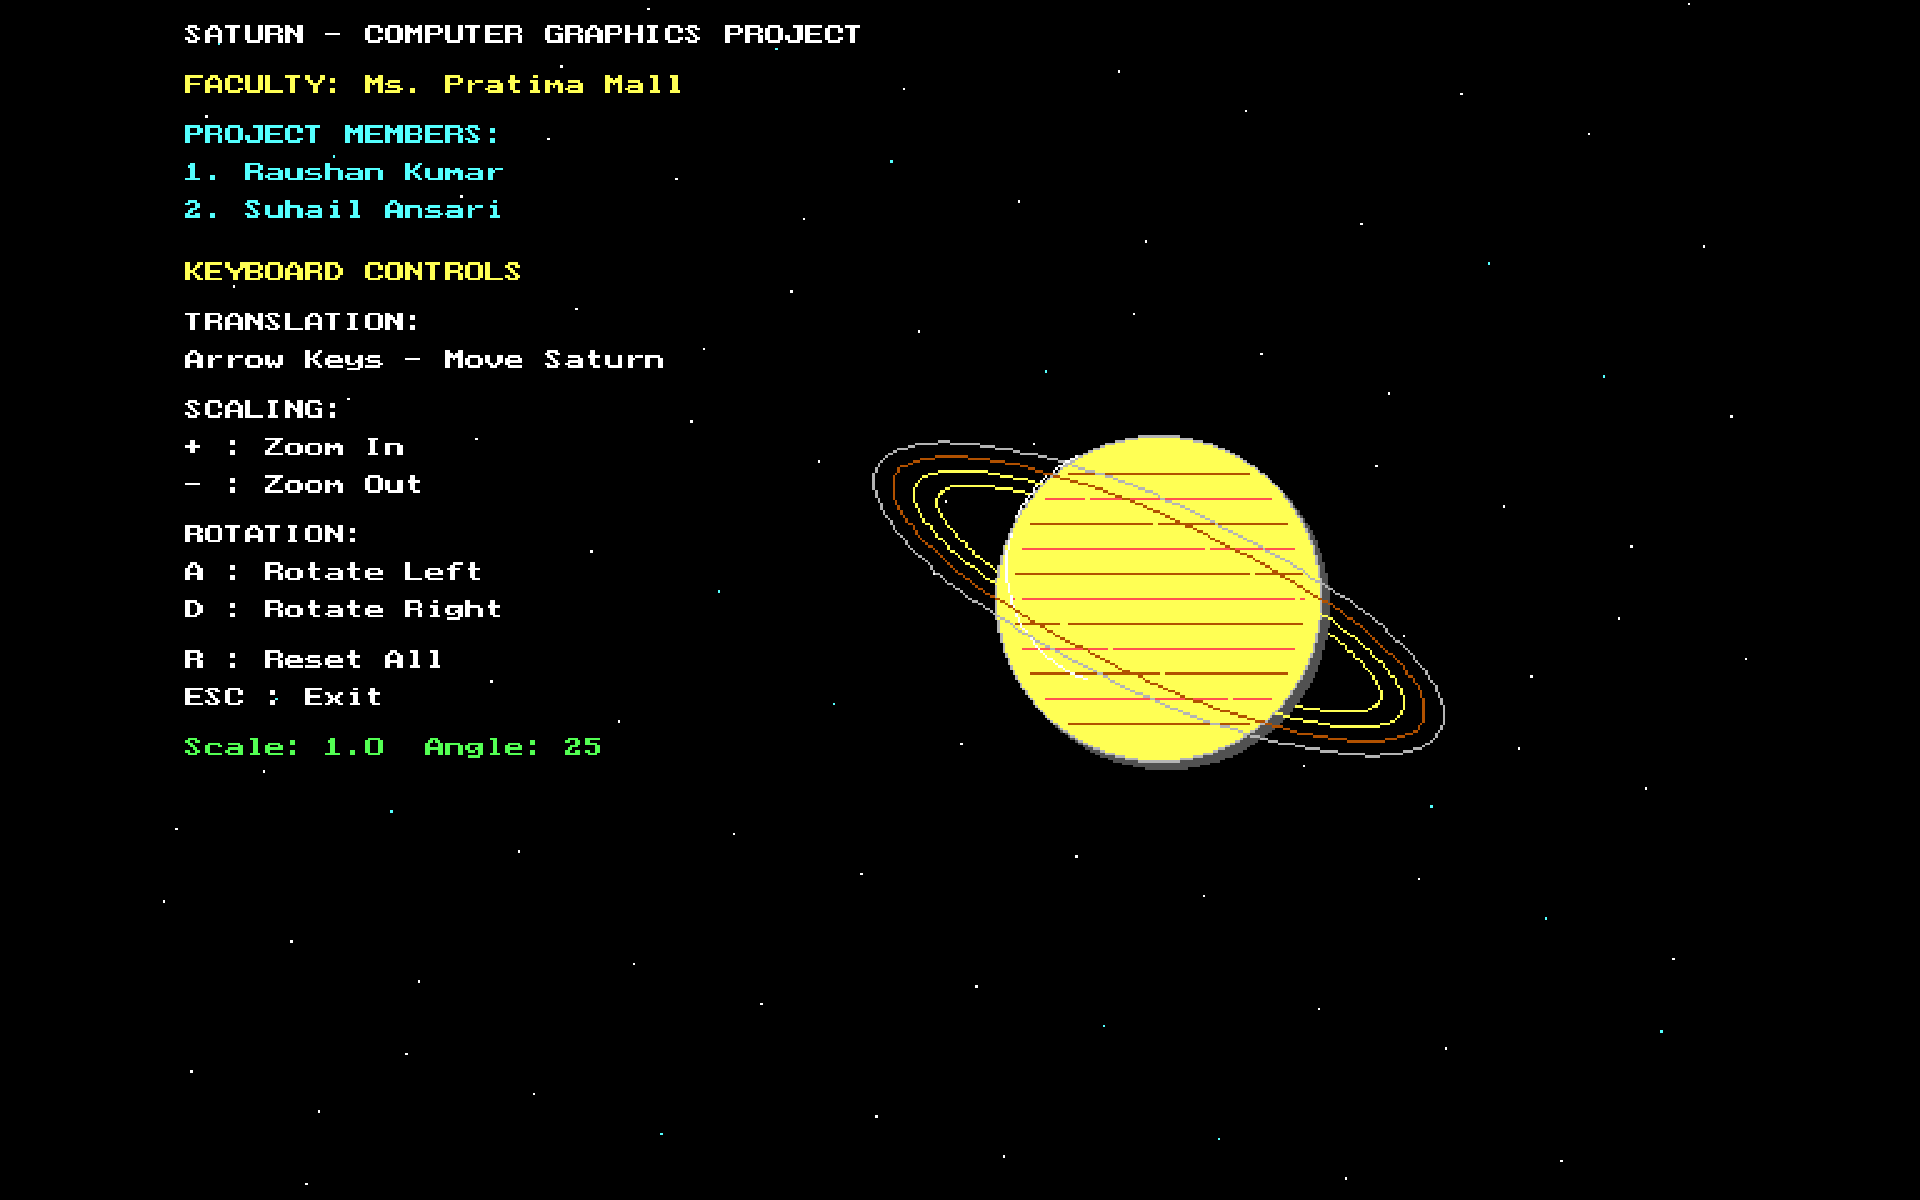 SATURN - COMPUTER GRAPHICS PROJECT
FACULTY: Ms. Pratima Mall
PROJECT MEMBERS:
1. Raushan Kumar
2. Suhail Ansari
KEYBOARD CONTROLS
TRANSLATION:
Arrow Keys - Move Saturn
SCALING:
+ : Zoom In
- : Zoom Out
ROTATION:
A : Rotate Left
D : Rotate Right
R : Reset All
ESC : Exit
Scale: 1.0  Angle: 25